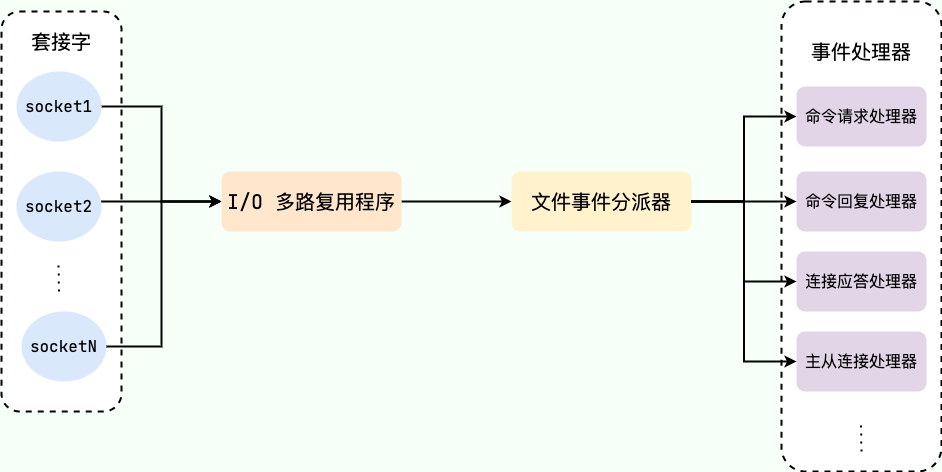 套接字
socket1
socket2
socketN
I/O 多路复用程序
文件事件分派器
事件处理器
命令请求处理器
命令回复处理器
连接应答处理器
主从连接处理器